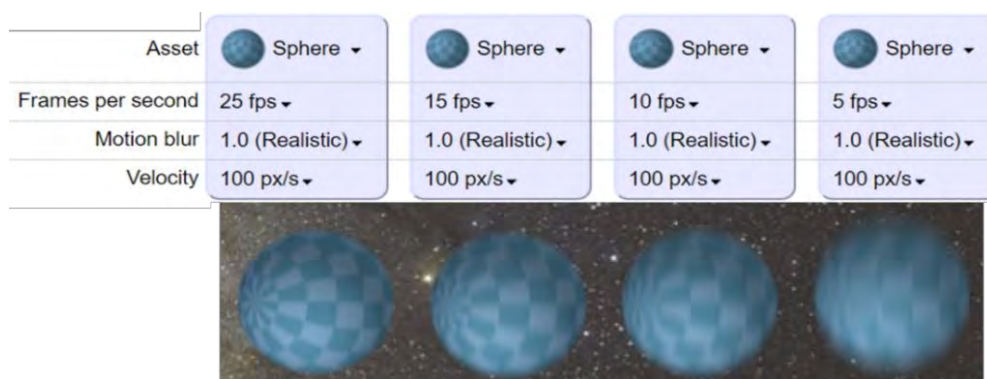 Asset Sphere Sphere Sphere Sphere
Frames per second 25 fps 15 fps 10 fps 5 fps
Motion blur 1.0 (Realistic) 1.0 (Realistic) 1.0 (Realistic) 1.0 (Realistic)
Velocity 100 px/s 100 px/s 100 px/s 100 px/s